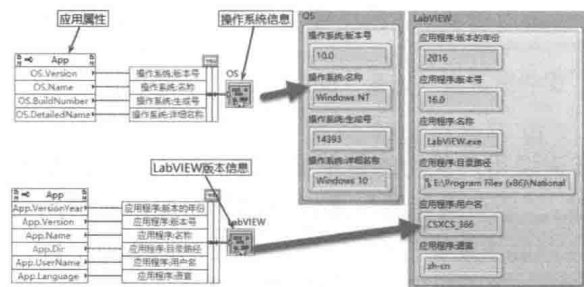 应用属性
操作系统信息
App
OS.Version
OS.Name
OS.BuildNumber
OS.DetailedName
操作系统:版本号
操作系统:名称
操作系统:生成号
操作系统:详细名称
OS
OS
操作系统:版本号
10.0
操作系统:名称
Windows NT
操作系统:生成号
14393
操作系统:详细名称
Windows 10
LabVIEW
应用程序:版本的年份
2016
应用程序:版本号
16.0
应用程序:名称
LabVIEW.exe
应用程序:目录路径
E:\Program Files (x86)\National
应用程序:用户名
CSXCS_366
应用程序:语言
zh-cn
LabVIEW版本信息
App
App.VersionYear
App.Version
App.Name
App.Dir
App.UserName
App.Language
应用程序:版本的年份
应用程序:版本号
应用程序:名称
应用程序:目录路径
应用程序:用户名
应用程序:语言
abVIEW